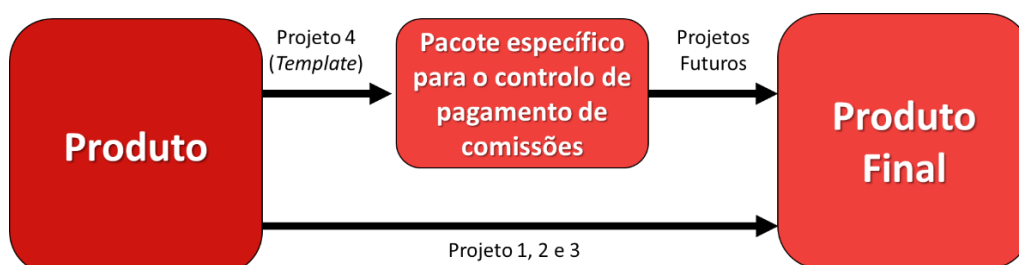 Produto
Projeto 4
(Template)
Pacote específico
para o controlo de
pagamento de
comissões
Projetos
Futuros
Produto
Final
Projeto 1, 2 e 3